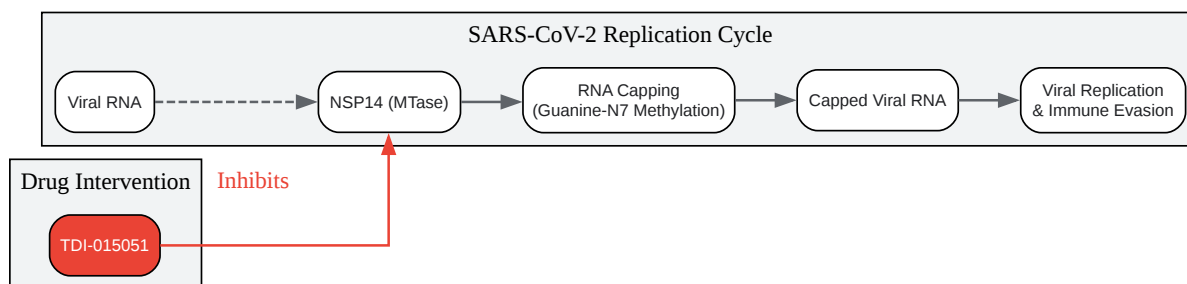 SARS-CoV-2 Replication Cycle
Viral RNA
NSP14 (MTase)
RNA Capping
(Guanine-N7 Methylation)
Capped Viral RNA
Viral Replication
& Immune Evasion
Drug Intervention
Inhibits
TDI-015051